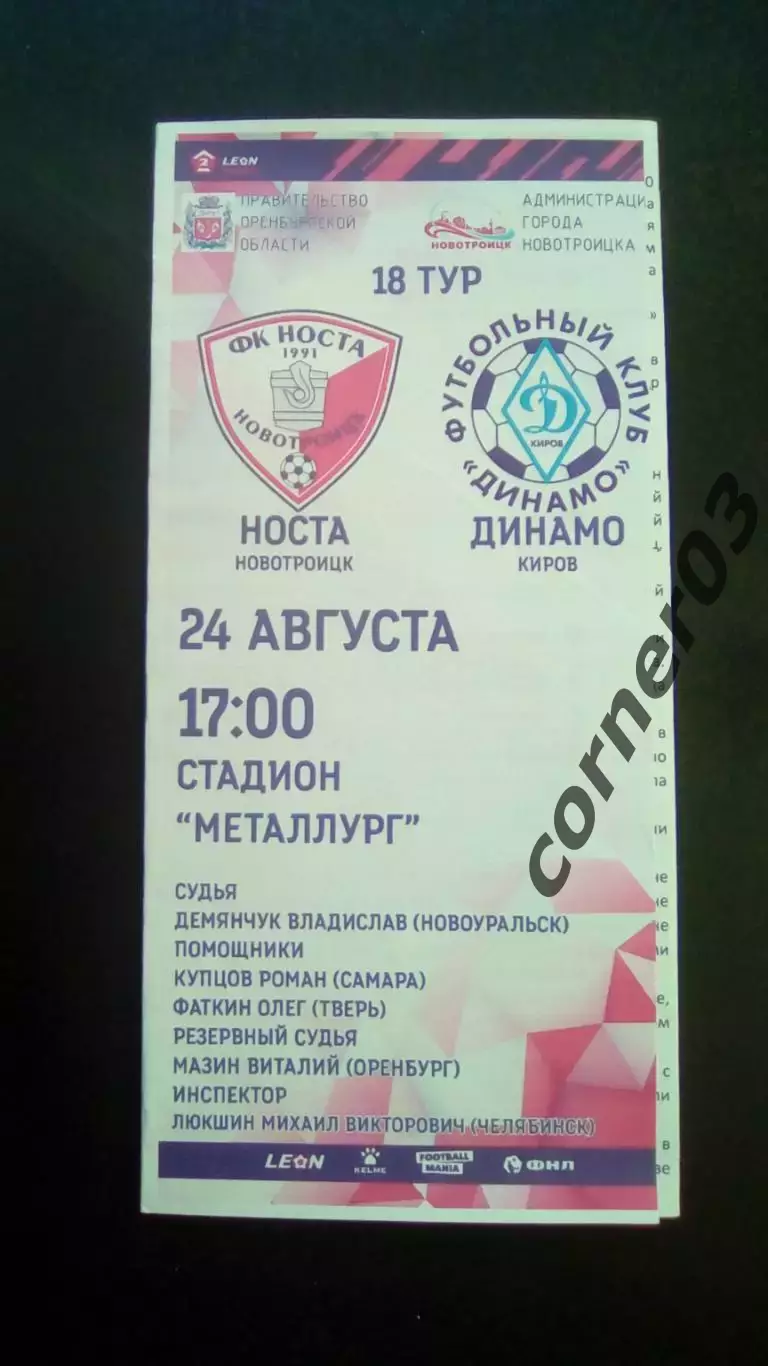 2 LEON
ПРАВИТЕЛЬСТВО
ОРЕНБУРГСКОЙ
ОБЛАСТИ
НОВОТРОИЦК
АДМИНИСТРАЦИ
ГОРОДА
НОВОТРОИЦКА
18 ТУР
ФК НОСТА
1991
НОВОТРОИЦК
ФУТБОЛЬНЫЙ КЛУБ
"ДИНАМО"
Д
КИРОВ
НОСТА
НОВОТРОИЦК
ДИНАМО
КИРОВ
24 АВГУСТА
17:00
СТАДИОН
"МЕТАЛЛУРГ"
СУДЬЯ
ДЕМЯНЧУК ВЛАДИСЛАВ (НОВОУРАЛЬСК)
ПОМОЩНИКИ
КУПЦОВ РОМАН (САМАРА)
ФАТКИН ОЛЕГ (ТВЕРЬ)
РЕЗЕРВНЫЙ СУДЬЯ
МАЗИН ВИТАЛИЙ (ОРЕНБУРГ)
ИНСПЕКТОР
ЛЮКШИН МИХАИЛ ВИКТОРОВИЧ (ЧЕЛЯБИНСК)
LEON KELME FOOTBALL MANIA ФНЛ
corner03